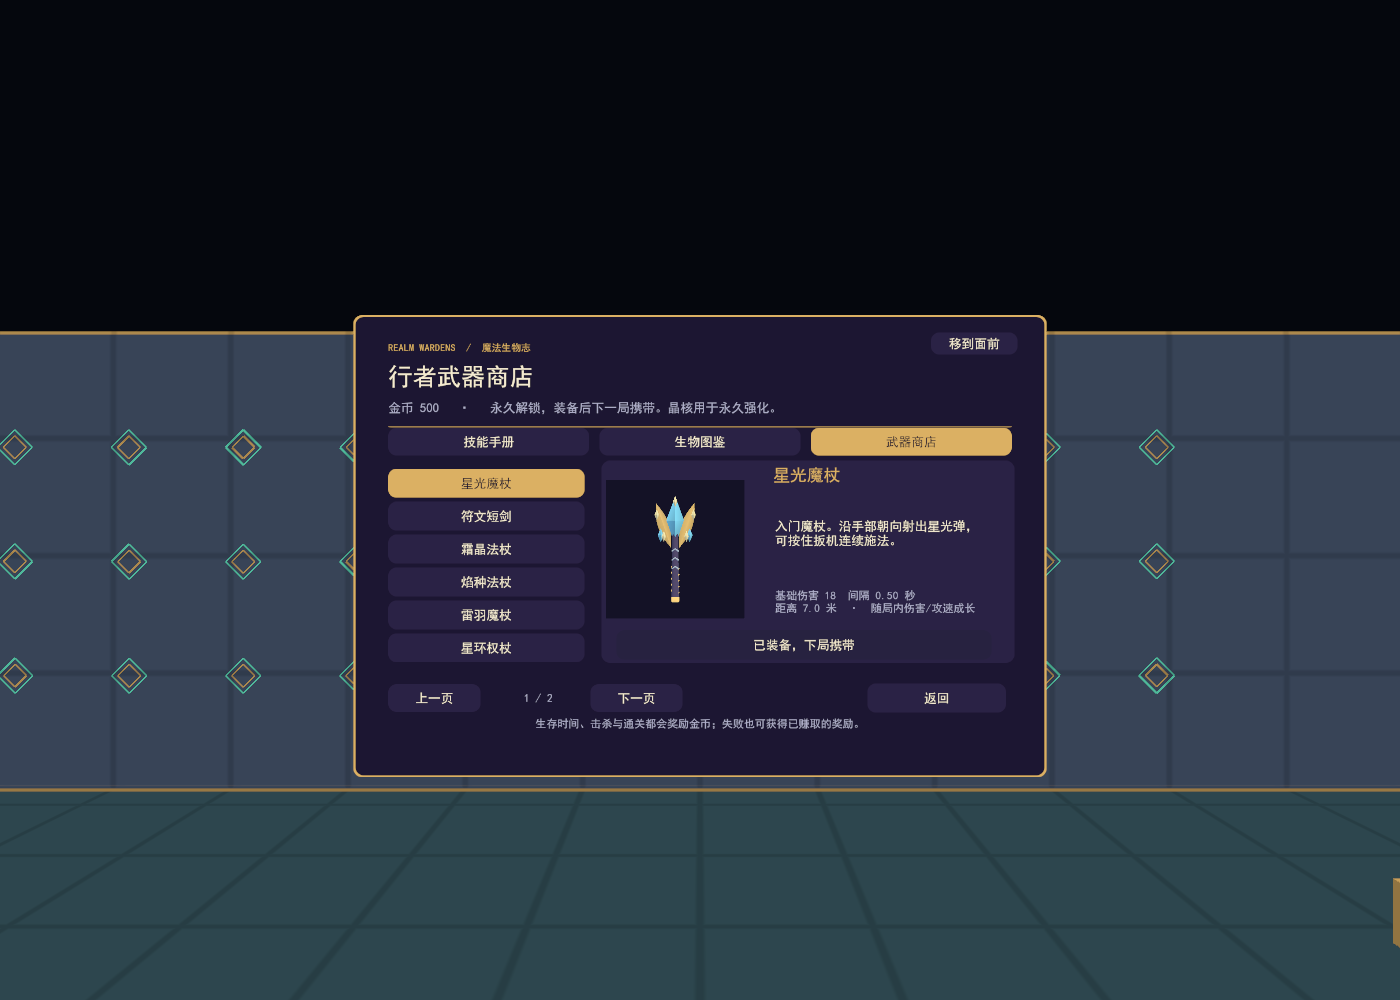 移到面前
REALM WARDENS / 魔法生物志
行者武器商店
金币 500 · 永久解锁，装备后下一局携带。晶核用于永久强化。
技能手册 生物图鉴 武器商店
星光魔杖
符文短剑
霜晶法杖
焰种法杖
雷羽魔杖
星环权杖
星光魔杖
入门魔杖。沿手部朝向射出星光弹，
可按住扳机连续施法。
基础伤害 18 间隔 0.50 秒
距离 7.0 米 · 随局内伤害/攻速成长
已装备，下局携带
上一页 1 / 2 下一页 返回
生存时间、击杀与通关都会奖励金币；失败也可获得已赚取的奖励。